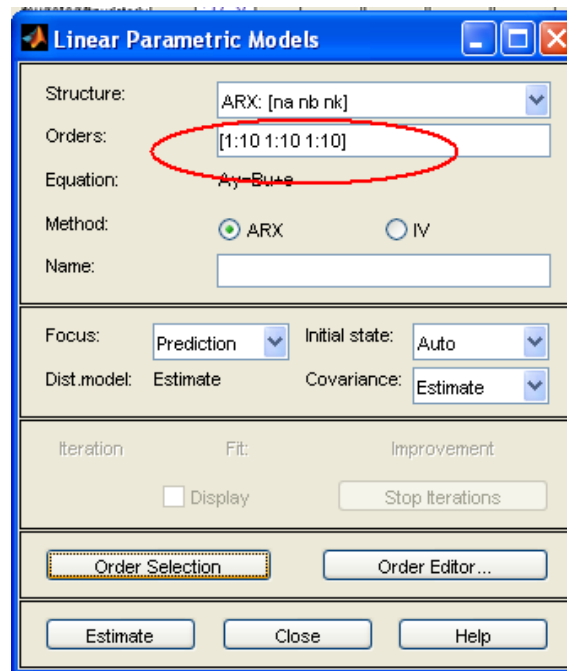 Linear Parametric Models
Structure: ARX: [na nb nk]
Orders: [1:10 1:10 1:10]
Equation: Ay=Bu+e
Method: ARX IV
Name:
Focus: Prediction Initial state: Auto
Dist.model: Estimate Covariance: Estimate
Iteration Fit: Improvement
Display Stop Iterations
Order Selection Order Editor...
Estimate Close Help